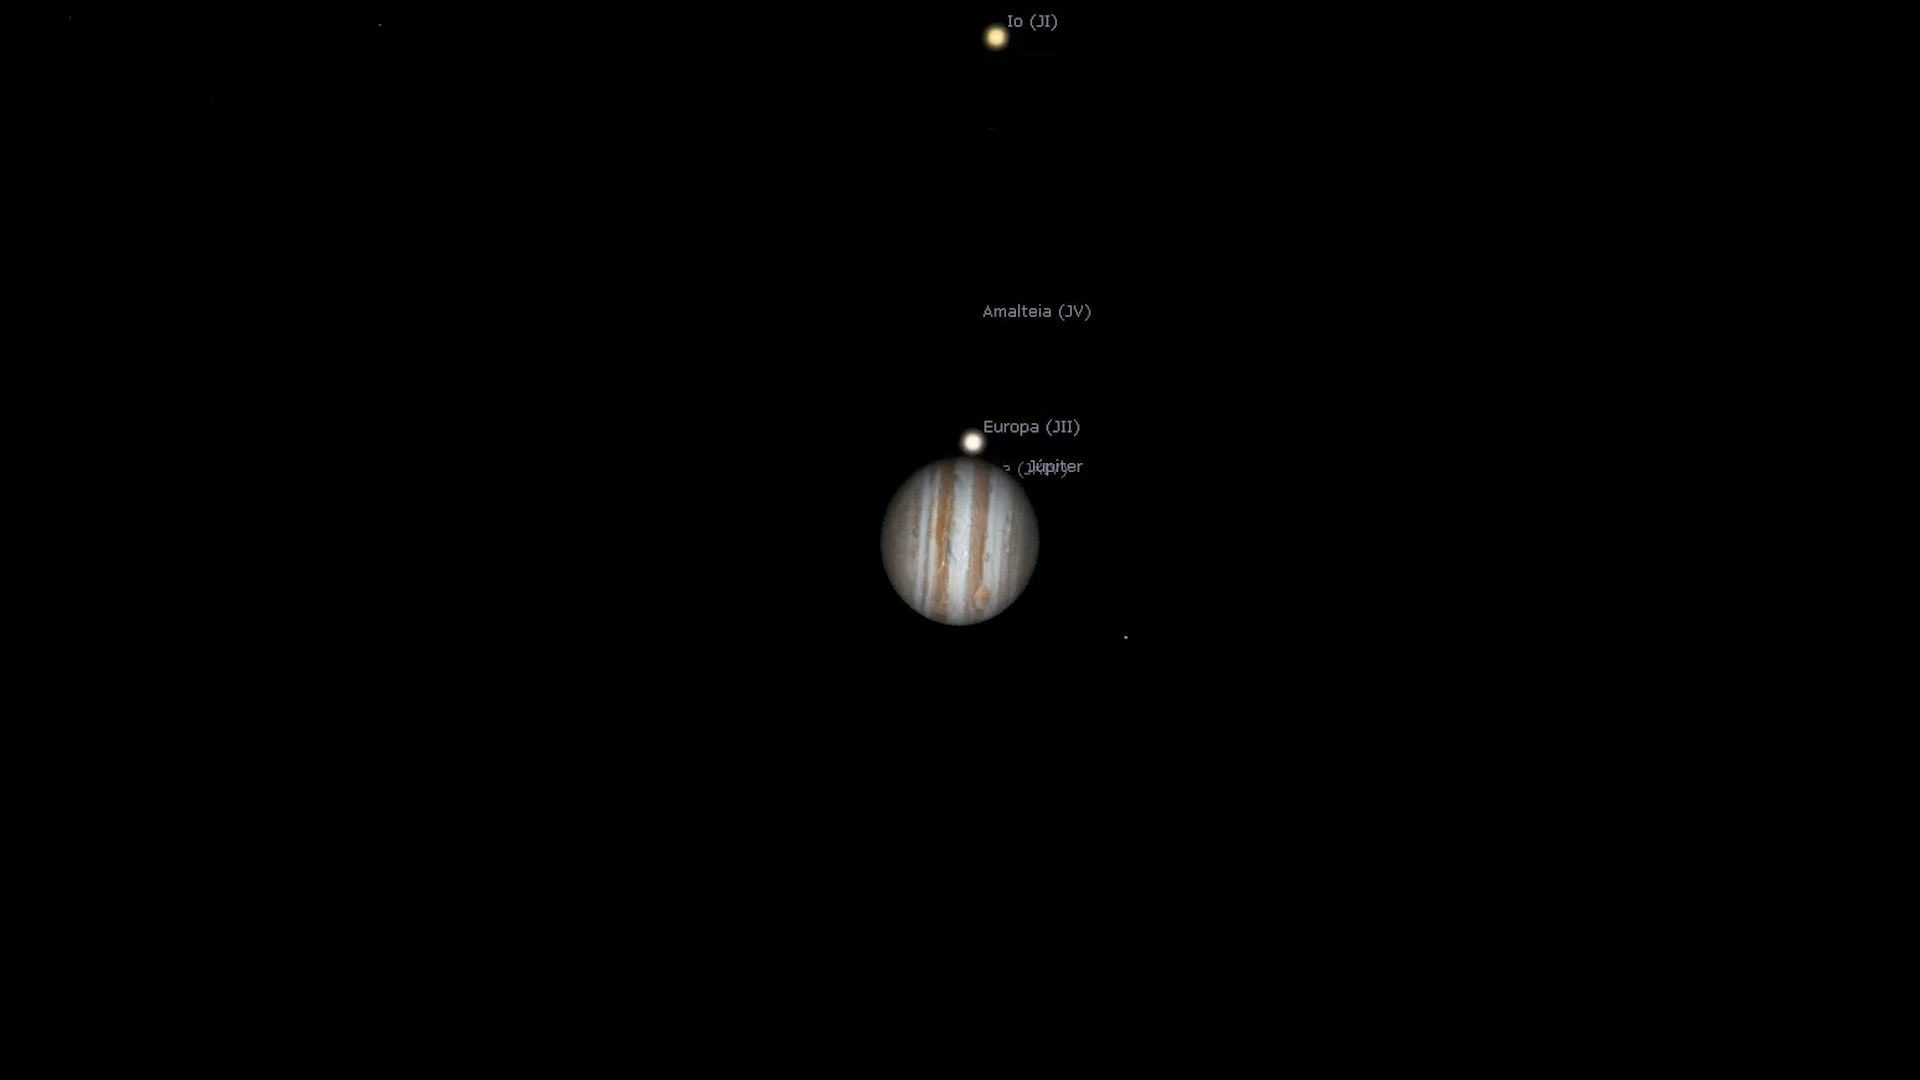 Io (JI)
Amalteia (JV)
Europa (JII)
Júpiter